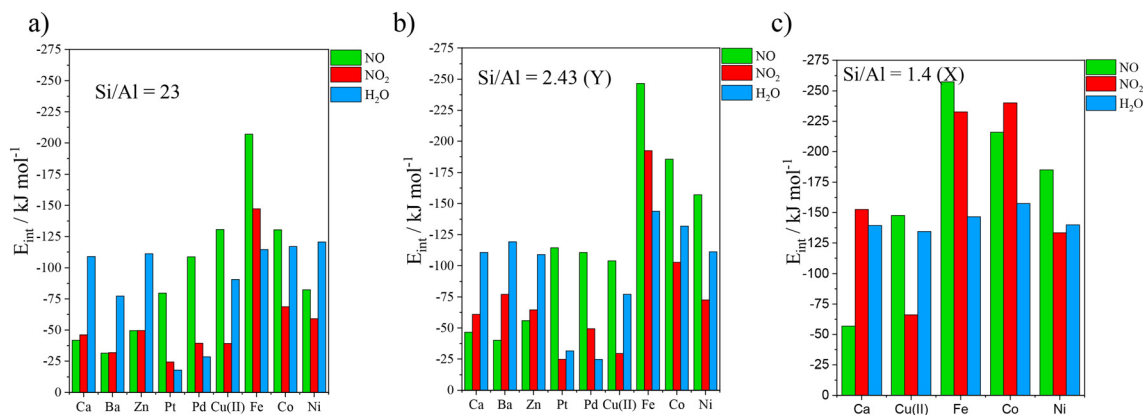 a)
-275
-250
-225
-200
-175
-150
-125
-100
-75
-50
-25
0
E_int / kJ mol⁻¹
Si/Al = 23
NO
NO₂
H₂O
Ca Ba Zn Pt Pd Cu(II) Fe Co Ni
b)
-275
-250
-225
-200
-175
-150
-125
-100
-75
-50
-25
0
E_int / kJ mol⁻¹
Si/Al = 2.43 (Y)
NO
NO₂
H₂O
Ca Ba Zn Pt Pd Cu(II) Fe Co Ni
c)
-275
-250
-225
-200
-175
-150
-125
-100
-75
-50
-25
0
E_int / kJ mol⁻¹
Si/Al = 1.4 (X)
NO
NO₂
H₂O
Ca Cu(II) Fe Co Ni